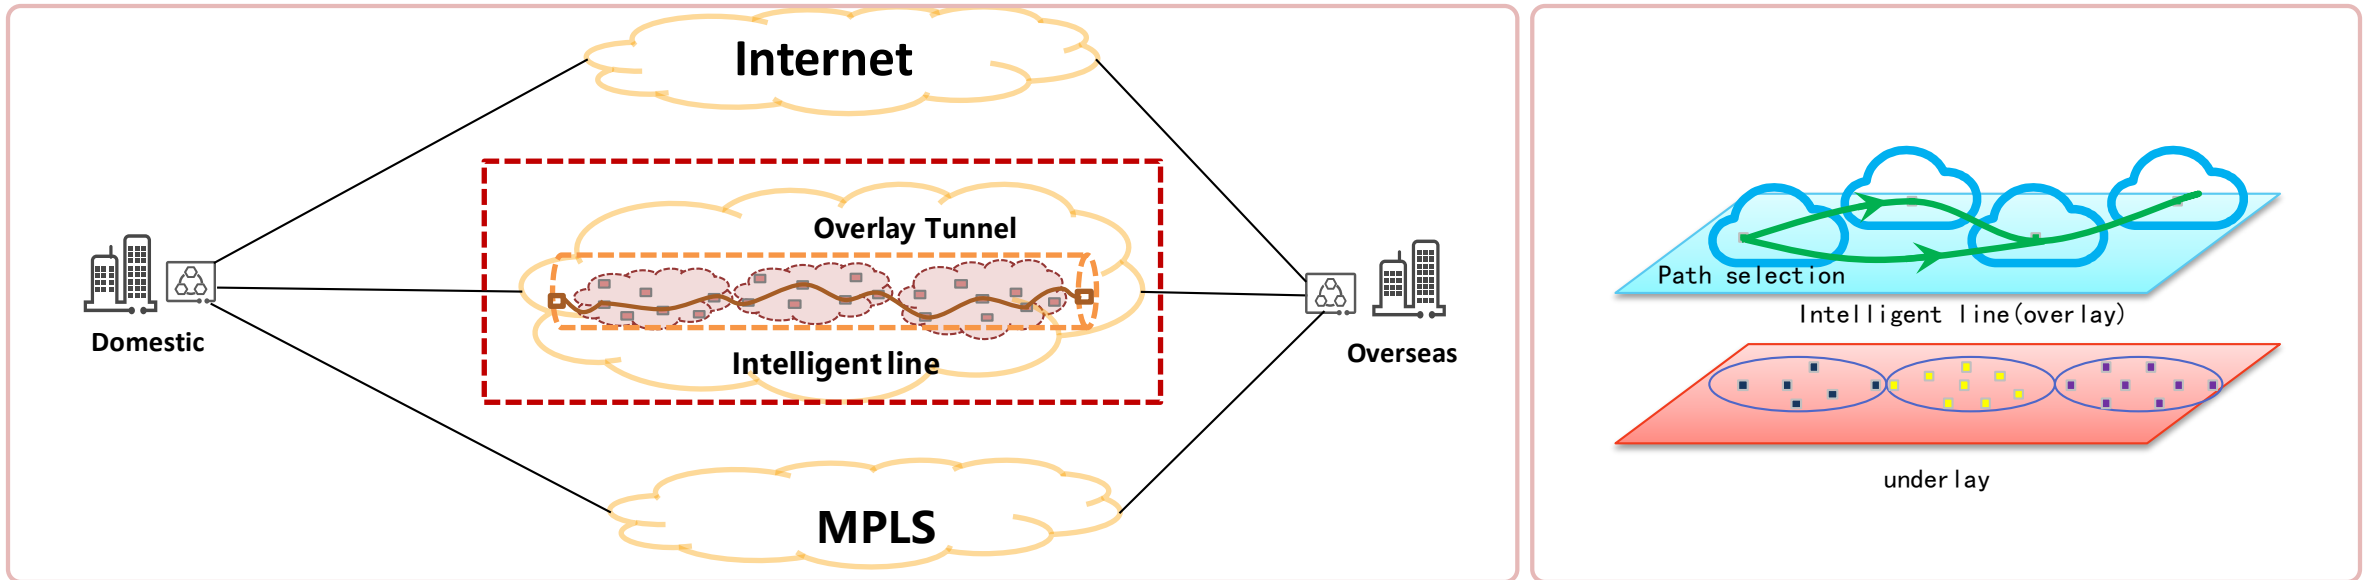 Internet
Overlay Tunnel
Intelligent line
Domestic
Overseas
MPLS
Path selection
Intelligent line(overlay)
underlay